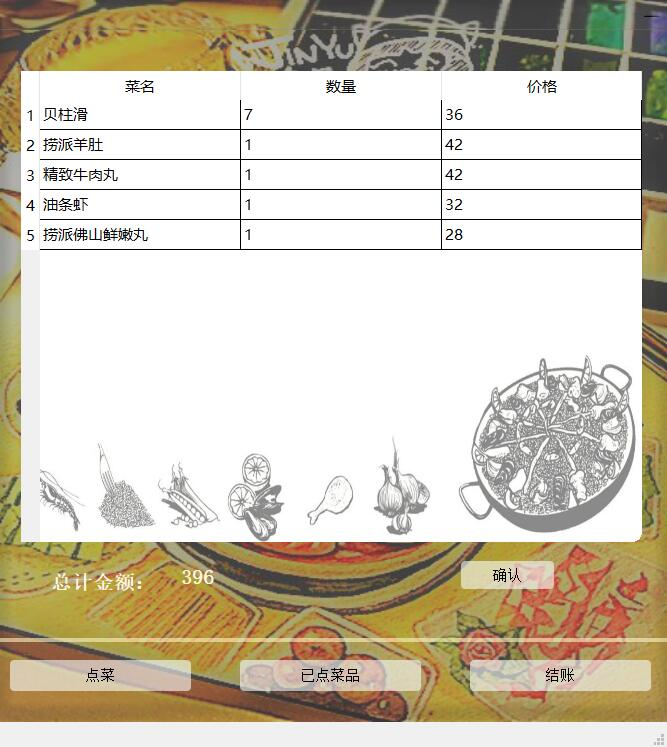 菜名 数量 价格
1 贝柱滑 7 36
2 捞派羊肚 1 42
3 精致牛肉丸 1 42
4 油条虾 1 32
5 捞派佛山鲜嫩丸 1 28
总计金额： 396 确认
点菜 已点菜品 结账